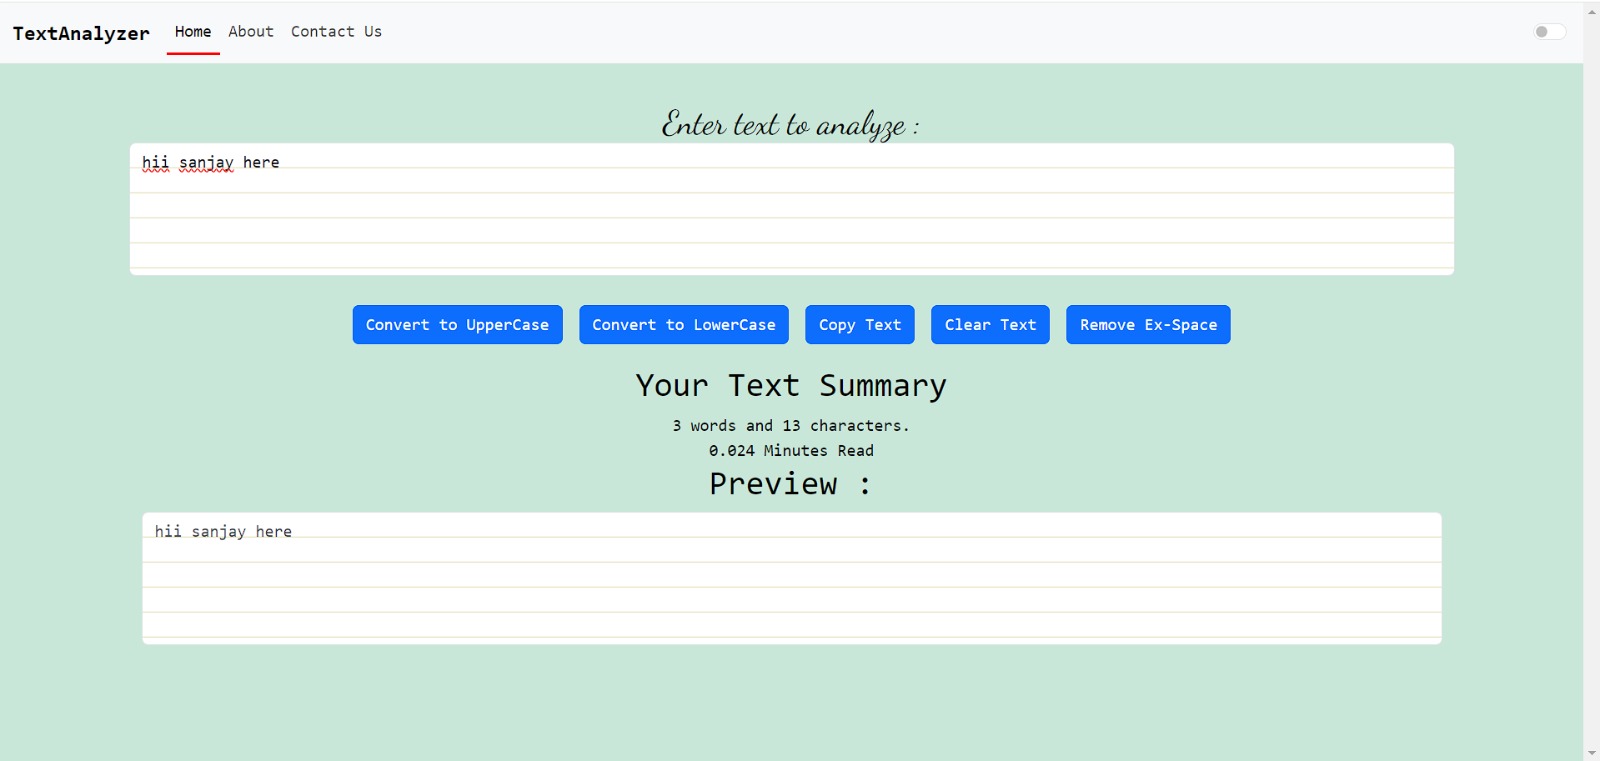 TextAnalyzer Home About Contact Us
Enter text to analyze :
hii sanjay here
Convert to UpperCase Convert to LowerCase Copy Text Clear Text Remove Ex-Space
Your Text Summary
3 words and 13 characters.
0.024 Minutes Read
Preview :
hii sanjay here